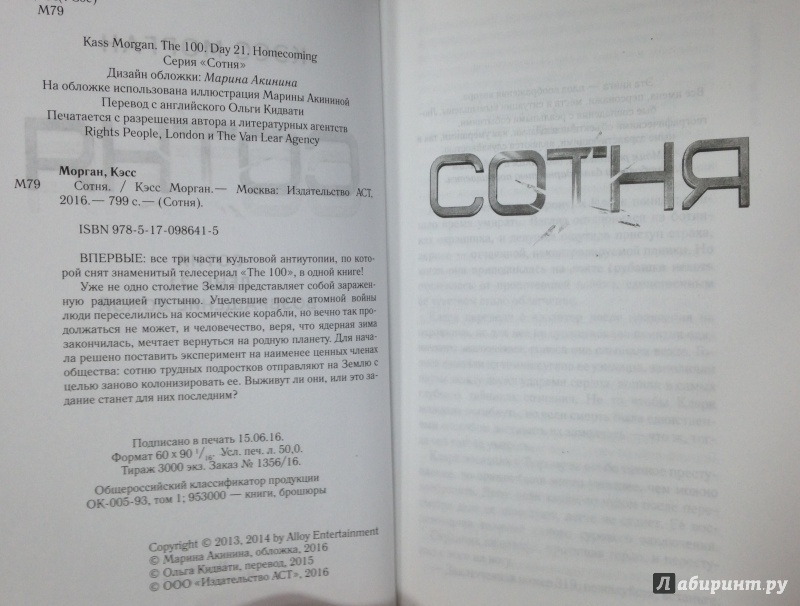 М79
Kass Morgan. The 100. Day 21. Homecoming
Серия «Сотня»
Дизайн обложки: Марина Акинина
На обложке использована иллюстрация Марины Акининой
Перевод с английского Ольги Кидвати
Печатается с разрешения автора и литературных агентств
Rights People, London и The Van Lear Agency
Морган, Кэсс
М79 Сотня. / Кэсс Морган.— Москва: Издательство АСТ,
2016.— 799 с.— (Сотня).
ISBN 978-5-17-098641-5
ВПЕРВЫЕ: все три части культовой антиутопии, по ко-
торой снят знаменитый телесериал «The 100», в одной книге!
Уже не одно столетие Земля представляет собой заражен-
ную радиацией пустыню. Уцелевшие после атомной войны
люди переселились на космические корабли, но вечно так про-
должаться не может, и человечество, веря, что ядерная зима
закончилась, мечтает вернуться на родную планету. Для нача-
ла решено поставить эксперимент на наименее ценных членах
общества: сотню трудных подростков отправляют на Землю с
целью заново колонизировать ее. Выживут ли они, или это за-
дание станет для них последним?
Подписано в печать 15.06.16.
Формат 60 x 90 1/16. Усл. печ. л. 50,0.
Тираж 3000 экз. Заказ № 1356/16.
Общероссийский классификатор продукции
ОК-005-93, том 1; 953000 — книги, брошюры
Copyright © 2013, 2014 by Alloy Entertainment
© Марина Акинина, обложка, 2016
© Ольга Кидвати, перевод, 2015
© ООО «Издательство АСТ», 2016
СОТНЯ
Лабиринт.ру